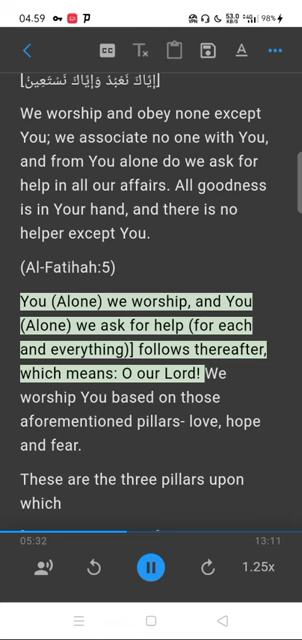 04.59
53.0 KB/S
98%
[إِيَّاكَ نَعْبُدُ وَإِيَّاكَ نَسْتَعِينُ]
We worship and obey none except
You; we associate no one with You,
and from You alone do we ask for
help in all our affairs. All goodness
is in Your hand, and there is no
helper except You.
(Al-Fatihah:5)
You (Alone) we worship, and You
(Alone) we ask for help (for each
and everything)] follows thereafter,
which means: O our Lord! We
worship You based on those
aforementioned pillars- love, hope
and fear.
These are the three pillars upon
which
05:32
13:11
1.25x